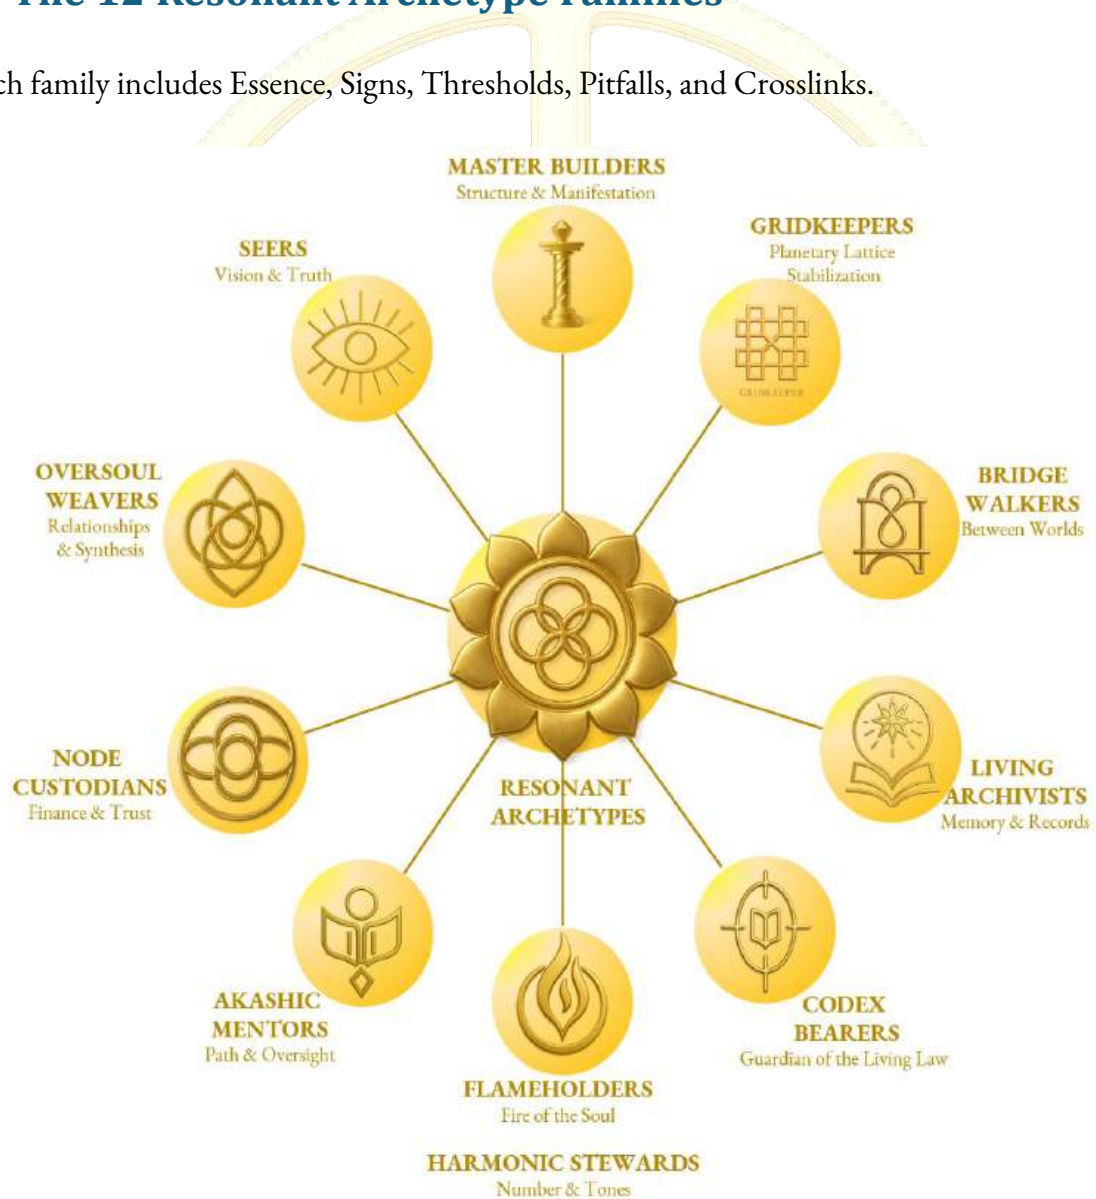 The 12 Resonant Archetype Families
ch family includes Essence, Signs, Thresholds, Pitfalls, and Crosslinks.
MASTER BUILDERS
Structure & Manifestation
GRIDKEEPERS
Planetary Lattice
Stabilization
GRIDKEEPER
SEERS
Vision & Truth
OVERSOUL
WEAVERS
Relationships
& Synthesis
BRIDGE
WALKERS
Between Worlds
NODE
CUSTODIANS
Finance & Trust
RESONANT
ARCHETYPES
LIVING
ARCHIVISTS
Memory & Records
AKASHIC
MENTORS
Path & Oversight
CODEX
BEARERS
Guardian of the Living Law
FLAMEHOLDERS
Fire of the Soul
HARMONIC STEWARDS
Number & Tones